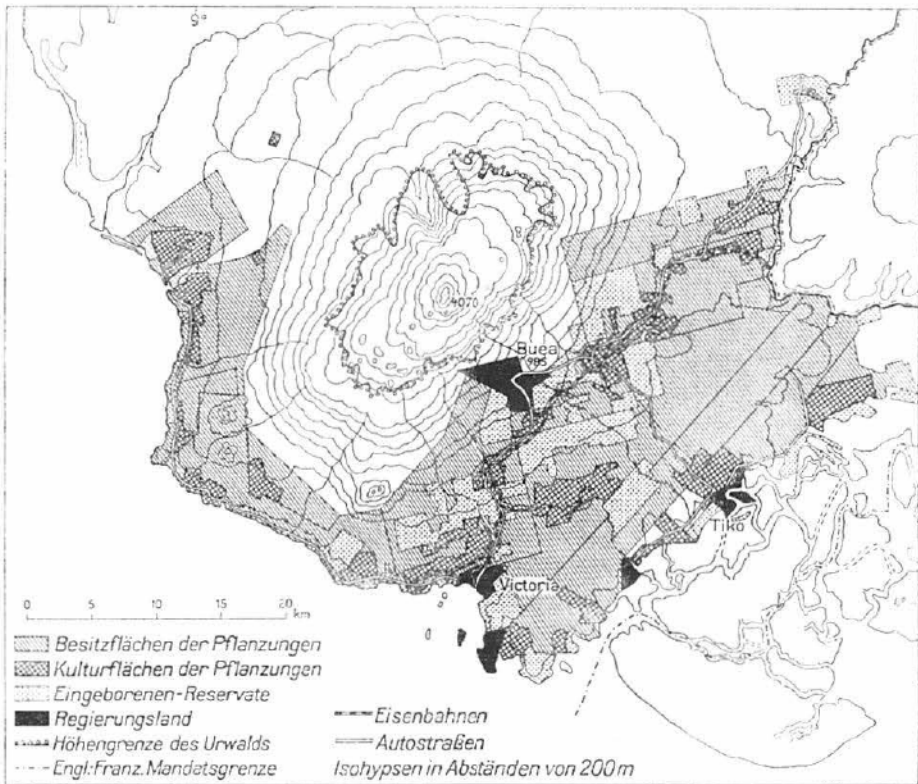 9°
4070
Buea
985
Tiko
Victoria
0 5 10 15 20
km
Besitzflächen der Pflanzungen
Kulturflächen der Pflanzungen
Eingeborenen-Reservate
Regierungsland
Höhengrenze des Urwalds
Engl.-Franz. Mandatsgrenze
Eisenbahnen
Autostraßen
Isohypsen in Abständen von 200 m